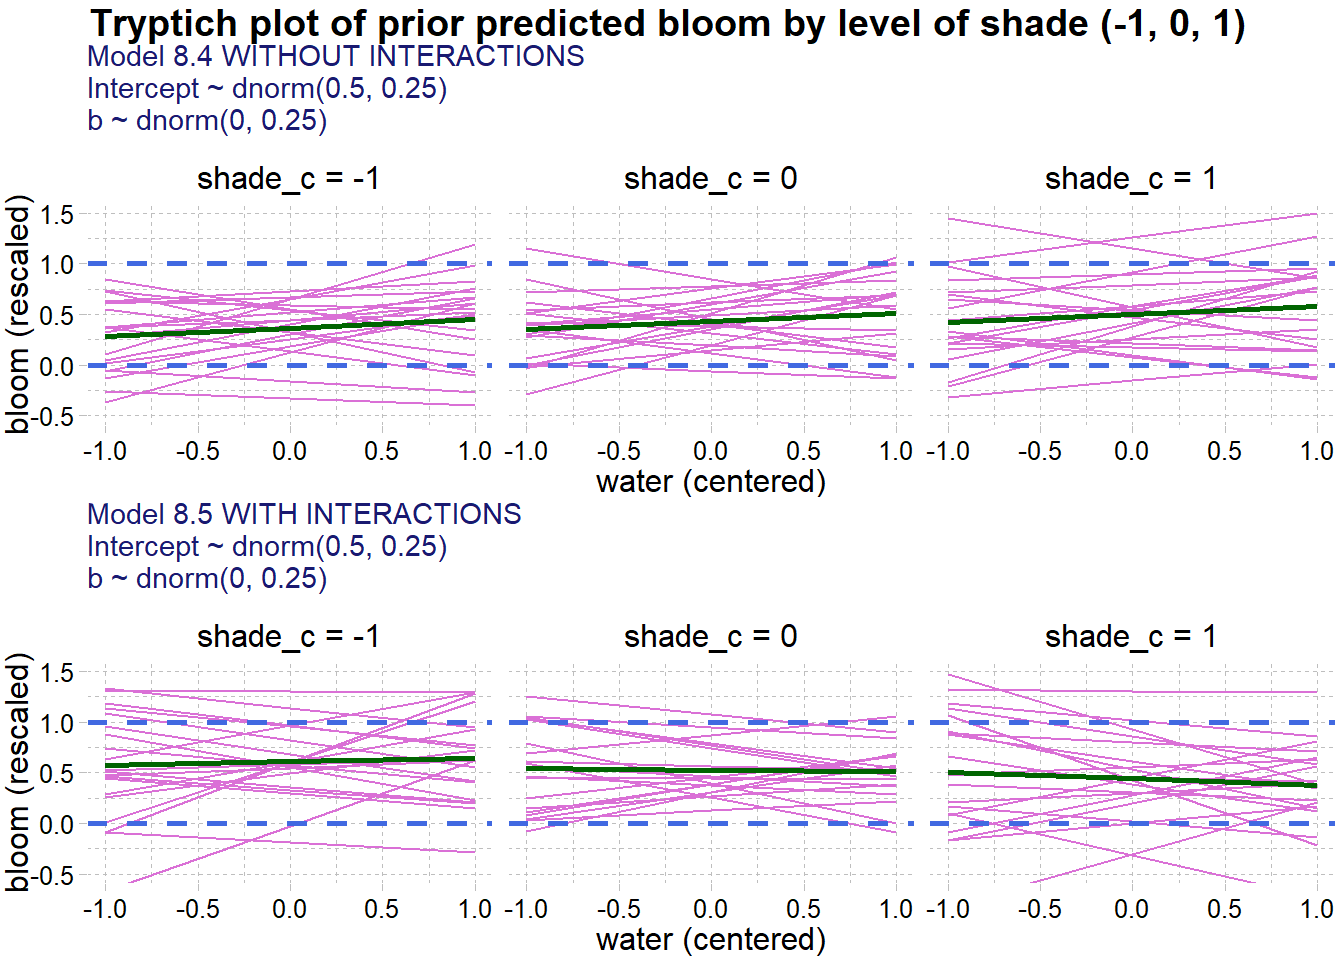 Tryptich plot of prior predicted bloom by level of shade (-1, 0, 1)
Model 8.4 WITHOUT INTERACTIONS
Intercept ~ dnorm(0.5, 0.25)
b ~ dnorm(0, 0.25)
shade_c = -1
shade_c = 0
shade_c = 1
bloom (rescaled)
1.5
1.0
0.5
0.0
-0.5
-1.0 -0.5 0.0 0.5 1.0
-1.0 -0.5 0.0 0.5 1.0
-1.0 -0.5 0.0 0.5 1.0
water (centered)
Model 8.5 WITH INTERACTIONS
Intercept ~ dnorm(0.5, 0.25)
b ~ dnorm(0, 0.25)
shade_c = -1
shade_c = 0
shade_c = 1
bloom (rescaled)
1.5
1.0
0.5
0.0
-0.5
-1.0 -0.5 0.0 0.5 1.0
-1.0 -0.5 0.0 0.5 1.0
-1.0 -0.5 0.0 0.5 1.0
water (centered)